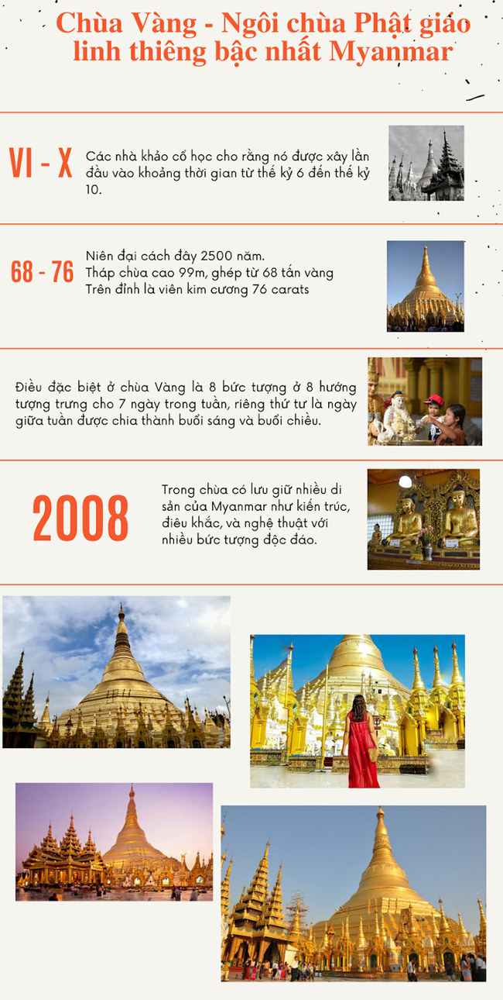 Chùa Vàng - Ngôi chùa Phật giáo
linh thiêng bậc nhất Myanmar
VI - X
Các nhà khảo cổ học cho rằng nó được xây lần
đầu vào khoảng thời gian từ thế kỷ 6 đến thế kỷ
10.
68 - 76
Niên đại cách đây 2500 năm.
Tháp chùa cao 99m, ghép từ 68 tấn vàng
Trên đỉnh là viên kim cương 76 carats
Điều đặc biệt ở chùa Vàng là 8 bức tượng ở 8 hướng
tượng trưng cho 7 ngày trong tuần, riêng thứ tư là ngày
giữa tuần được chia thành buổi sáng và buổi chiều.
2008
Trong chùa có lưu giữ nhiều di
sản của Myanmar như kiến trúc,
điêu khắc, và nghệ thuật với
nhiều bức tượng độc đáo.